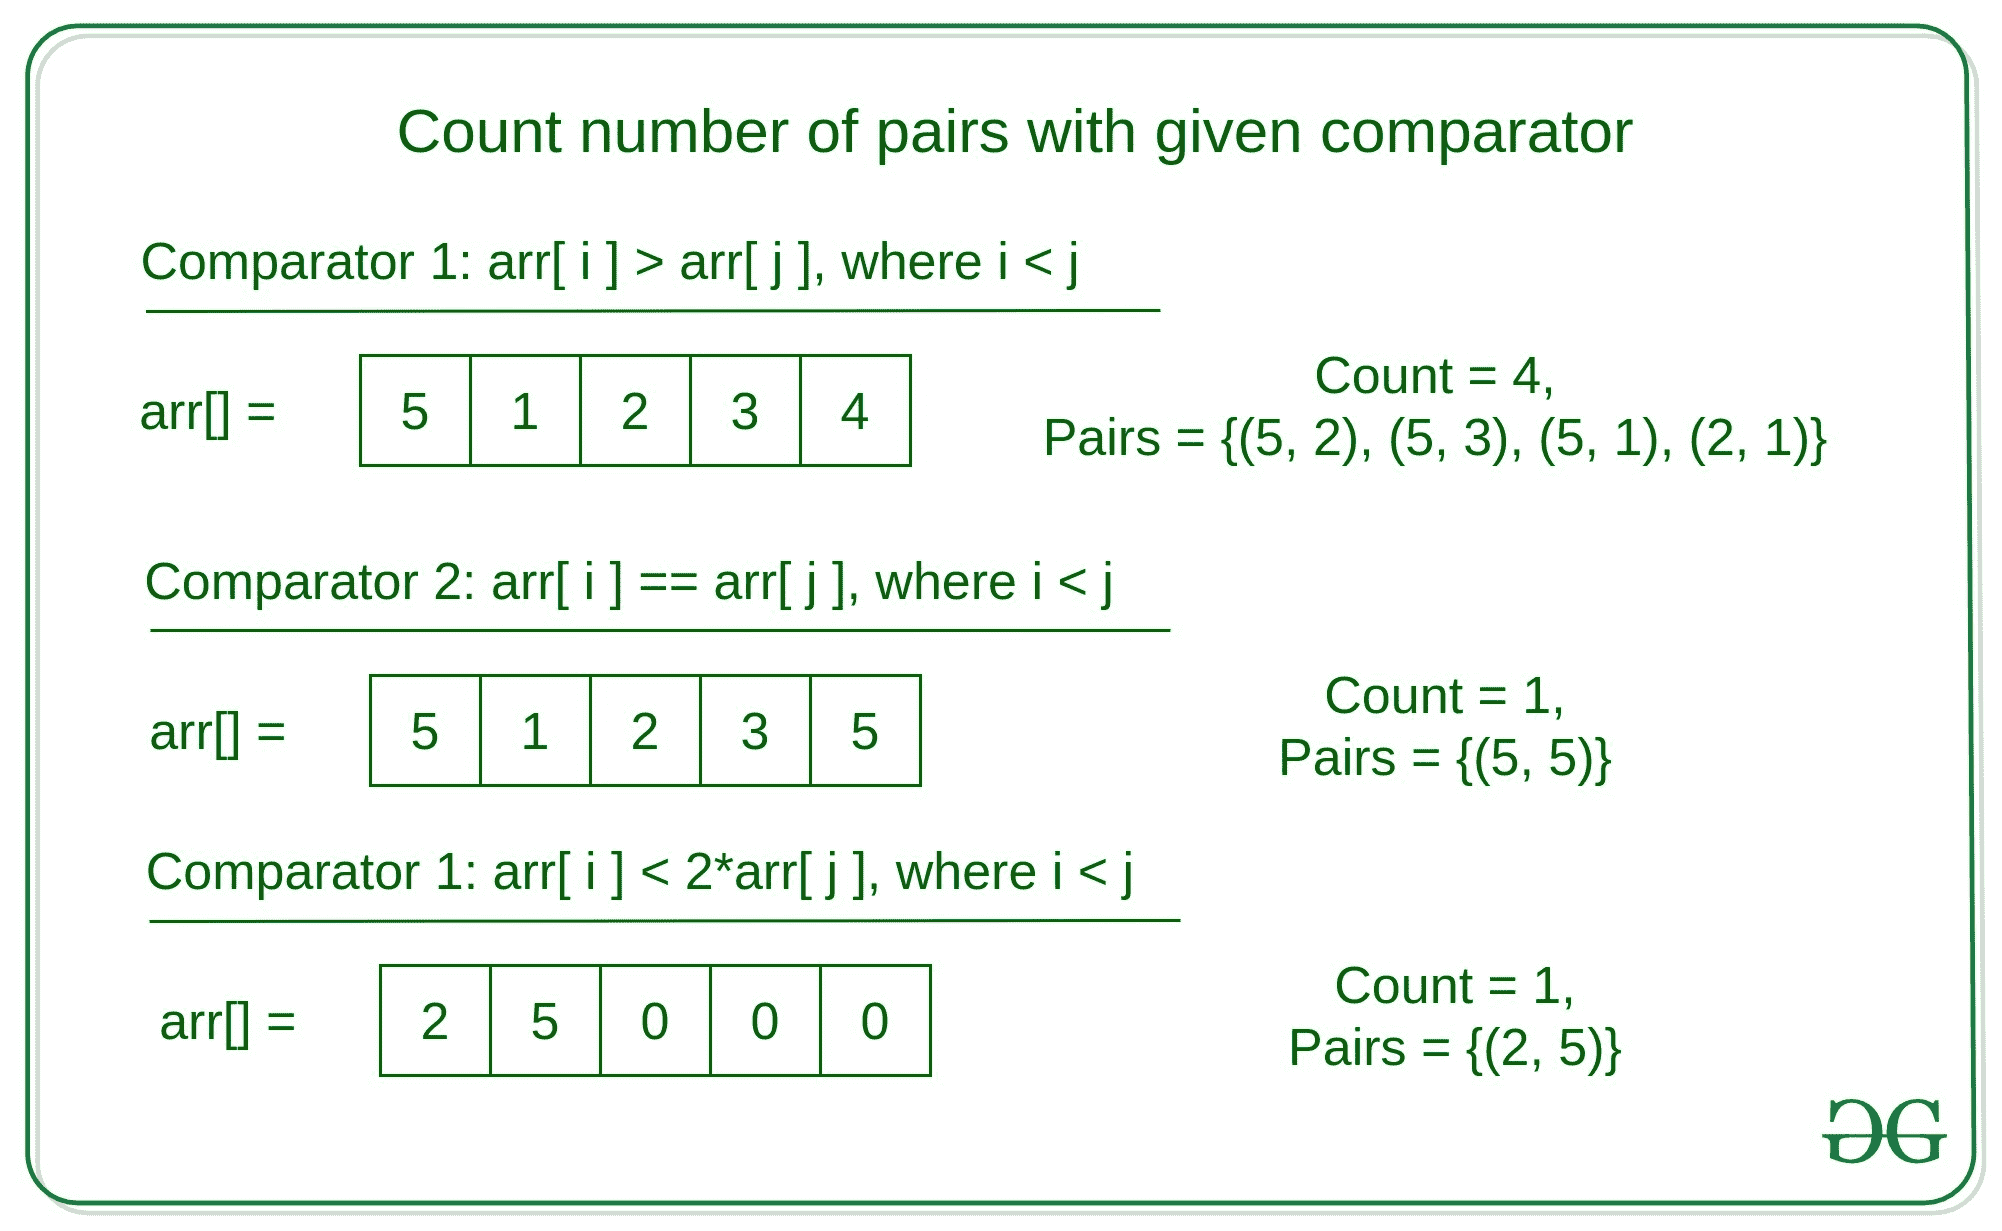 Count number of pairs with given comparator
Comparator 1: arr[ i ] > arr[ j ], where i < j
arr[] = 5 1 2 3 4
Count = 4,
Pairs = {(5, 2), (5, 3), (5, 1), (2, 1)}
Comparator 2: arr[ i ] == arr[ j ], where i < j
arr[] = 5 1 2 3 5
Count = 1,
Pairs = {(5, 5)}
Comparator 1: arr[ i ] < 2*arr[ j ], where i < j
arr[] = 2 5 0 0 0
Count = 1,
Pairs = {(2, 5)}